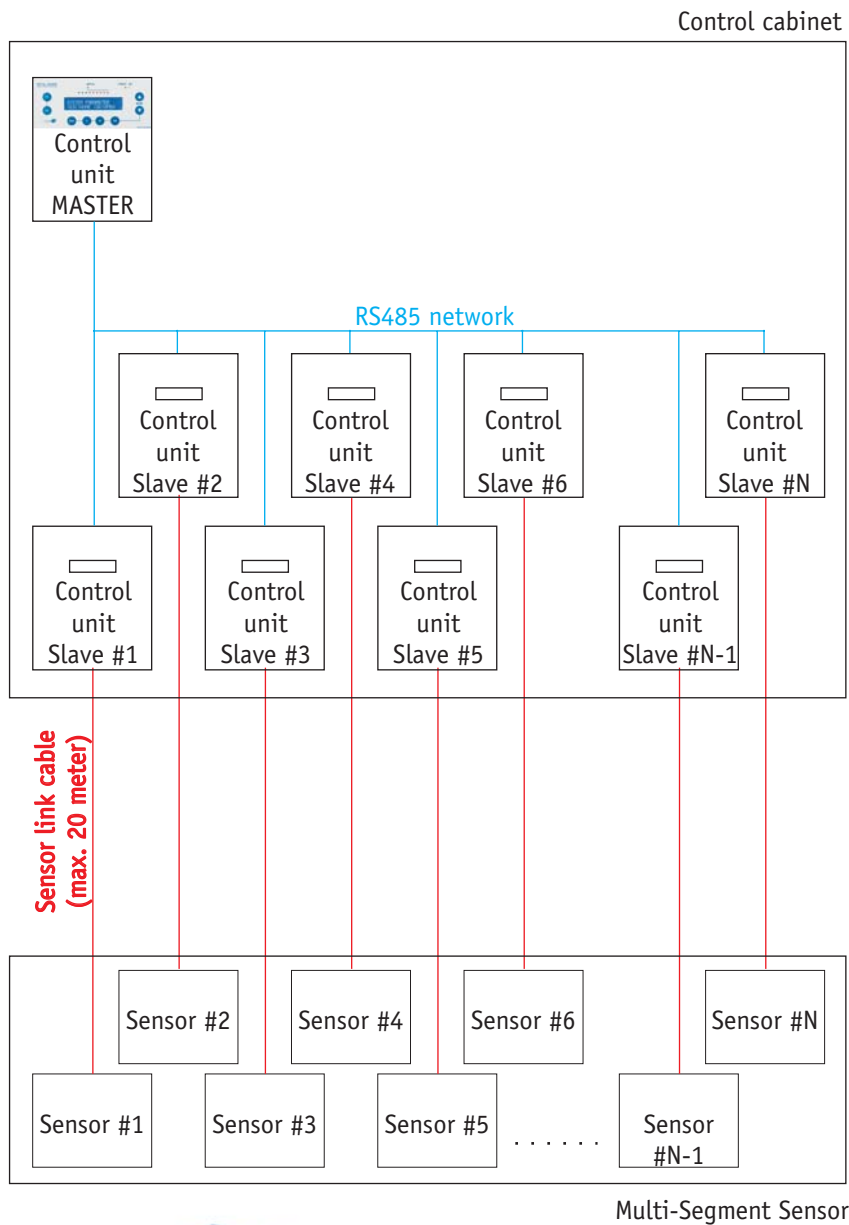 Control cabinet
Control
unit
MASTER
RS485 network
Control
unit
Slave #2
Control
unit
Slave #4
Control
unit
Slave #6
Control
unit
Slave #N
Control
unit
Slave #1
Control
unit
Slave #3
Control
unit
Slave #5
Control
unit
Slave #N-1
Sensor link cable
(max. 20 meter)
Sensor #2
Sensor #4
Sensor #6
Sensor #N
Sensor #1
Sensor #3
Sensor #5
. . . . . .
Sensor
#N-1
Multi-Segment Sensor